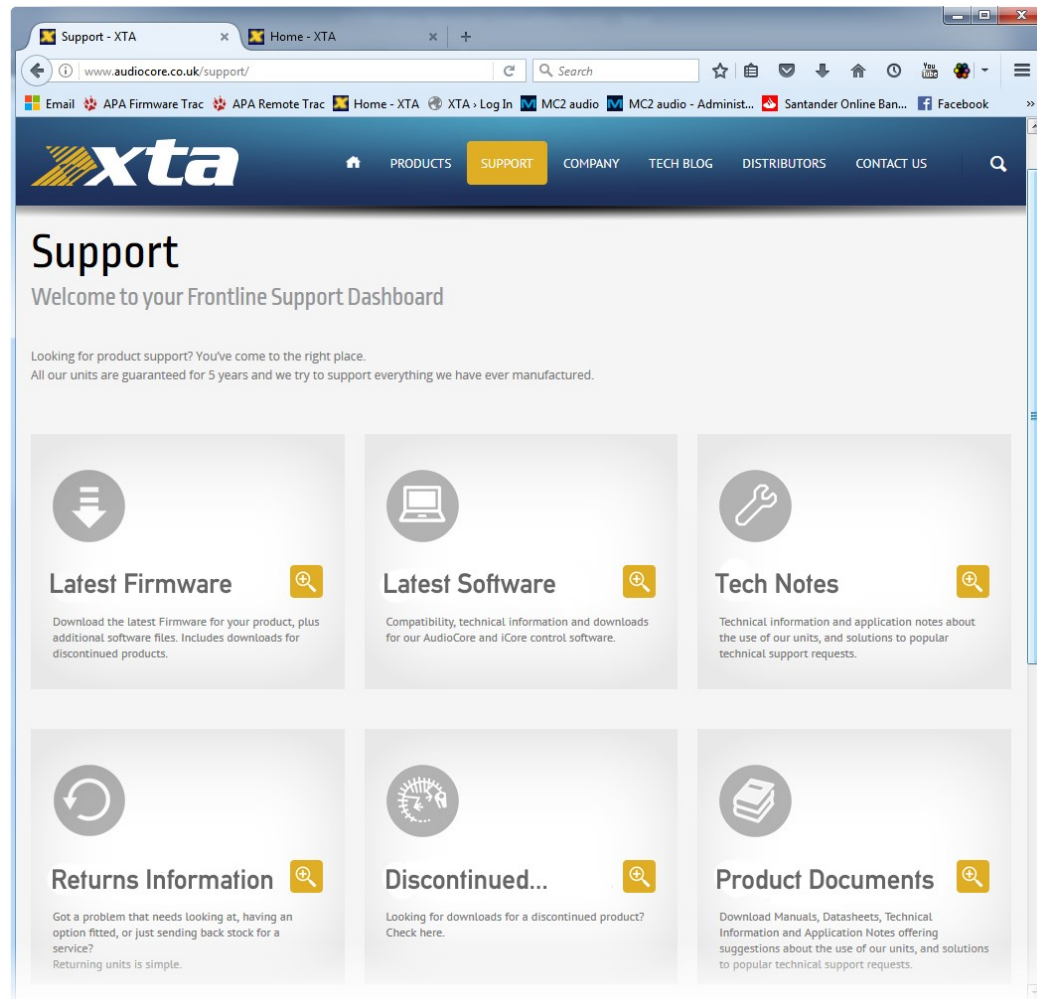 Support - XTA
Home - XTA
www.audiocore.co.uk/support/
Search
You Tube
Email APA Firmware Trac APA Remote Trac Home - XTA XTA › Log In MC2 audio MC2 audio - Administ... Santander Online Ban... Facebook »
xta
PRODUCTS SUPPORT COMPANY TECH BLOG DISTRIBUTORS CONTACT US
Support
Welcome to your Frontline Support Dashboard
Looking for product support? You've come to the right place.
All our units are guaranteed for 5 years and we try to support everything we have ever manufactured.
Latest Firmware
Download the latest Firmware for your product, plus
additional software files. Includes downloads for
discontinued products.
Latest Software
Compatibility, technical information and downloads
for our AudioCore and iCore control software.
Tech Notes
Technical information and application notes about
the use of our units, and solutions to popular
technical support requests.
Returns Information
Got a problem that needs looking at, having an
option fitted, or just sending back stock for a
service?
Returning units is simple.
Discontinued...
Looking for downloads for a discontinued product?
Check here.
Product Documents
Download Manuals, Datasheets, Technical
Information and Application Notes offering
suggestions about the use of our units, and solutions
to popular technical support requests.